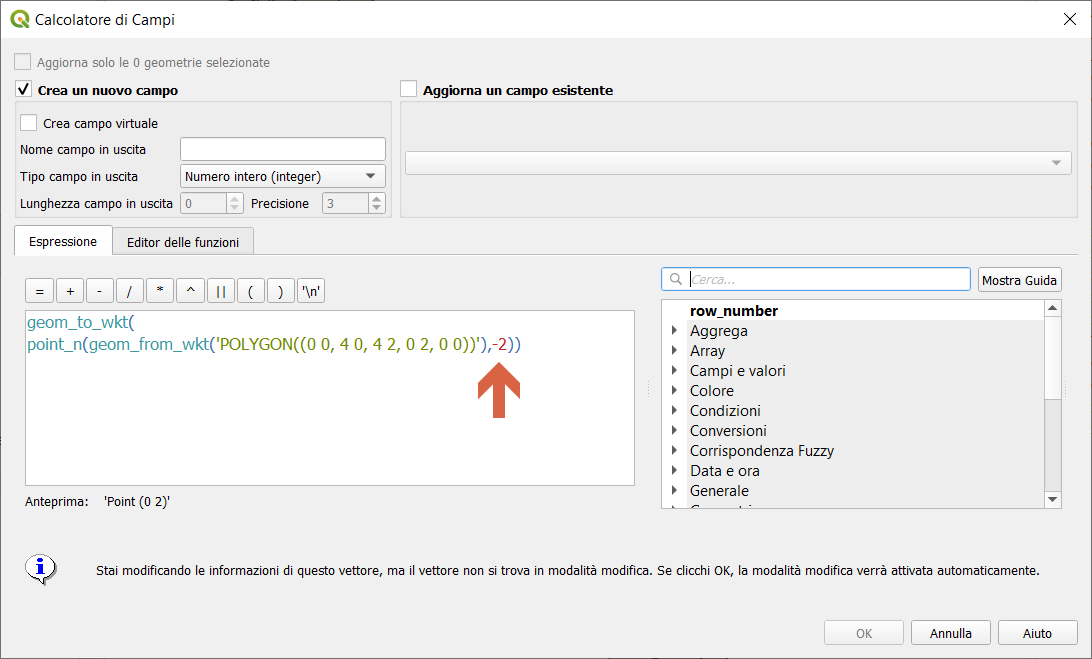 Calcolatore di Campi
Aggiorna solo le 0 geometrie selezionate
Crea un nuovo campo
Aggiorna un campo esistente
Crea campo virtuale
Nome campo in uscita
Tipo campo in uscita Numero intero (integer)
Lunghezza campo in uscita 0 Precisione 3
Espressione Editor delle funzioni
= + - / * ^ || ( ) '\n'
Cerca... Mostra Guida
geom_to_wkt(
point_n(geom_from_wkt('POLYGON((0 0, 4 0, 4 2, 0 2, 0 0))'),-2))
row_number
Aggrega
Array
Campi e valori
Colore
Condizioni
Conversioni
Corrispondenza Fuzzy
Data e ora
Generale
Anteprima: 'Point (0 2)'
Stai modificando le informazioni di questo vettore, ma il vettore non si trova in modalità modifica. Se clicchi OK, la modalità modifica verrà attivata automaticamente.
OK Annulla Aiuto